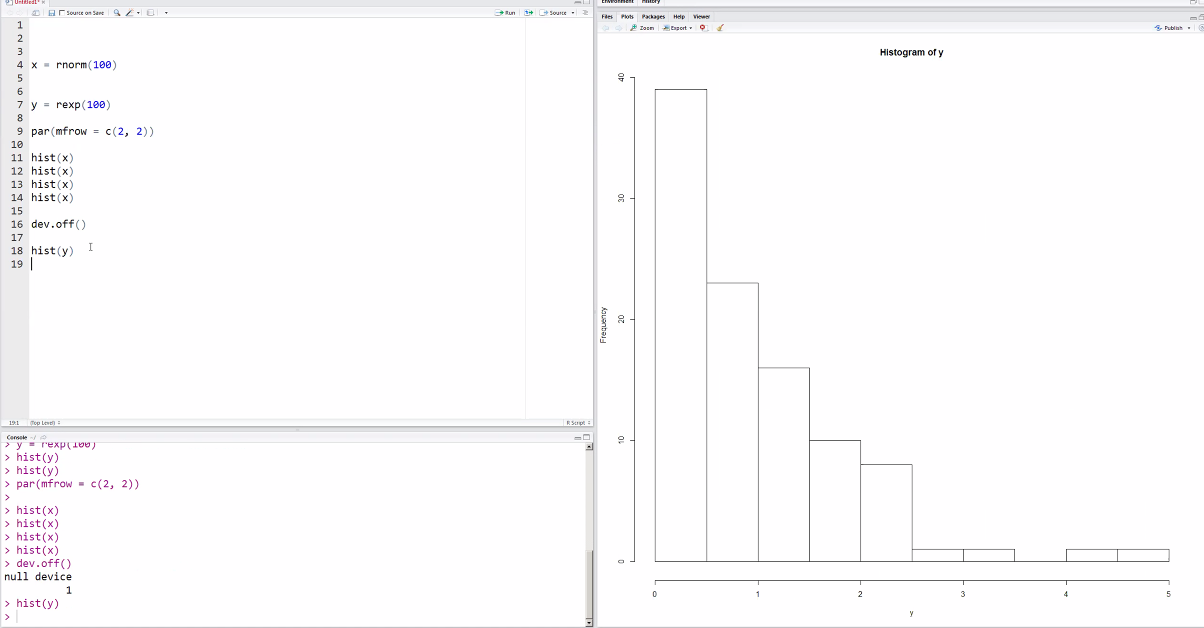 Untitled1*
Source on Save
Run
Source
1
2
3
4 x = rnorm(100)
5
6
7 y = rexp(100)
8
9 par(mfrow = c(2, 2))
10
11 hist(x)
12 hist(x)
13 hist(x)
14 hist(x)
15
16 dev.off()
17
18 hist(y)
19
19:1 (Top Level) R Script
Console ~/
> y = rexp(100)
> hist(y)
> hist(y)
> par(mfrow = c(2, 2))
>
> hist(x)
> hist(x)
> hist(x)
> hist(x)
> dev.off()
null device
1
> hist(y)
>
Environment History
Files Plots Packages Help Viewer
Zoom Export Publish
Histogram of y
Frequency
40
30
20
10
0
0 1 2 3 4 5
y